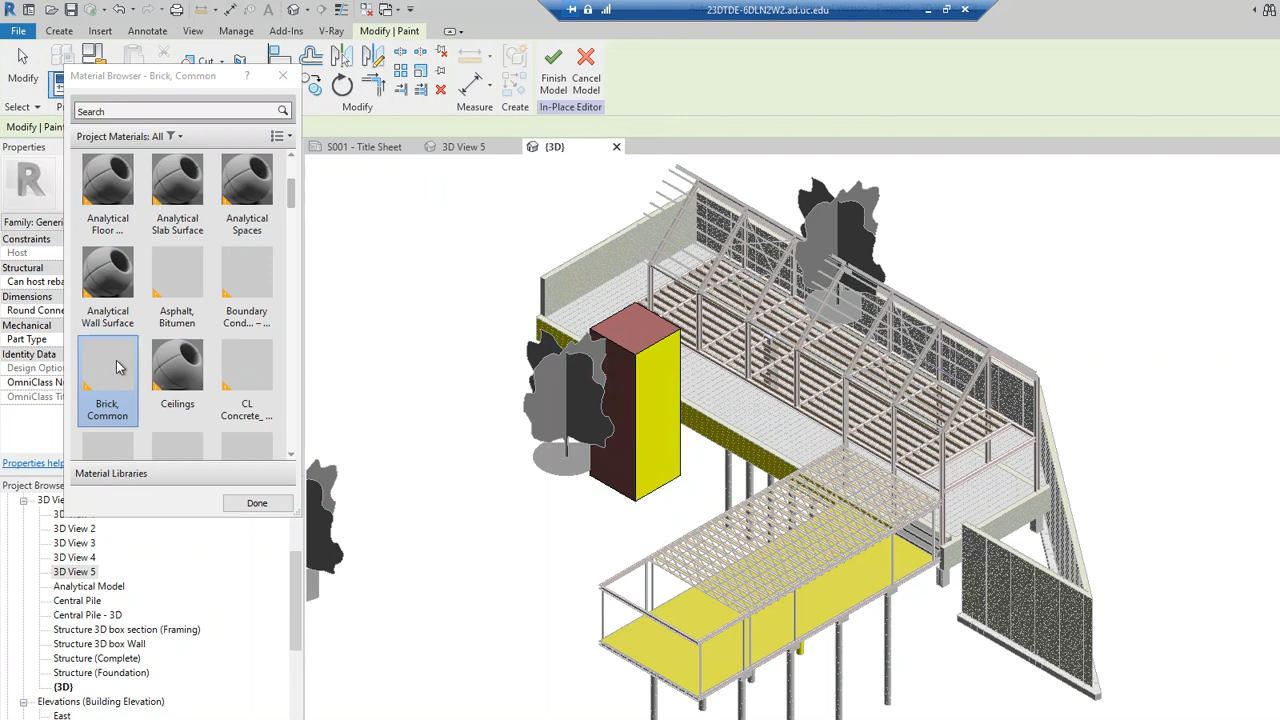 23DTDE-6DLN2W2.ad.uc.edu
File Create Insert Annotate View Manage Add-Ins V-Ray Modify | Paint
Cut
Modify
Finish Model
Cancel Model
Select
Modify
Measure
Create
In-Place Editor
Modify | Pain
Material Browser - Brick, Common
?
Search
Project Materials: All
Analytical Floor ...
Analytical Slab Surface
Analytical Spaces
Analytical Wall Surface
Asphalt, Bitumen
Boundary Cond... – ...
Brick, Common
Ceilings
CL Concrete_ ...
Material Libraries
Done
Properties
Family: Generi
Constraints
Host
Structural
Can host reba
Dimensions
Round Conne
Mechanical
Part Type
Identity Data
Design Optio
OmniClass Nu
OmniClass Titl
Properties help
Project Browse
3D Vie
3D View 2
3D View 3
3D View 4
3D View 5
Analytical Model
Central Pile
Central Pile - 3D
Structure 3D box section (Framing)
Structure 3D box Wall
Structure (Complete)
Structure (Foundation)
{3D}
Elevations (Building Elevation)
East
S001 - Title Sheet
3D View 5
{3D}